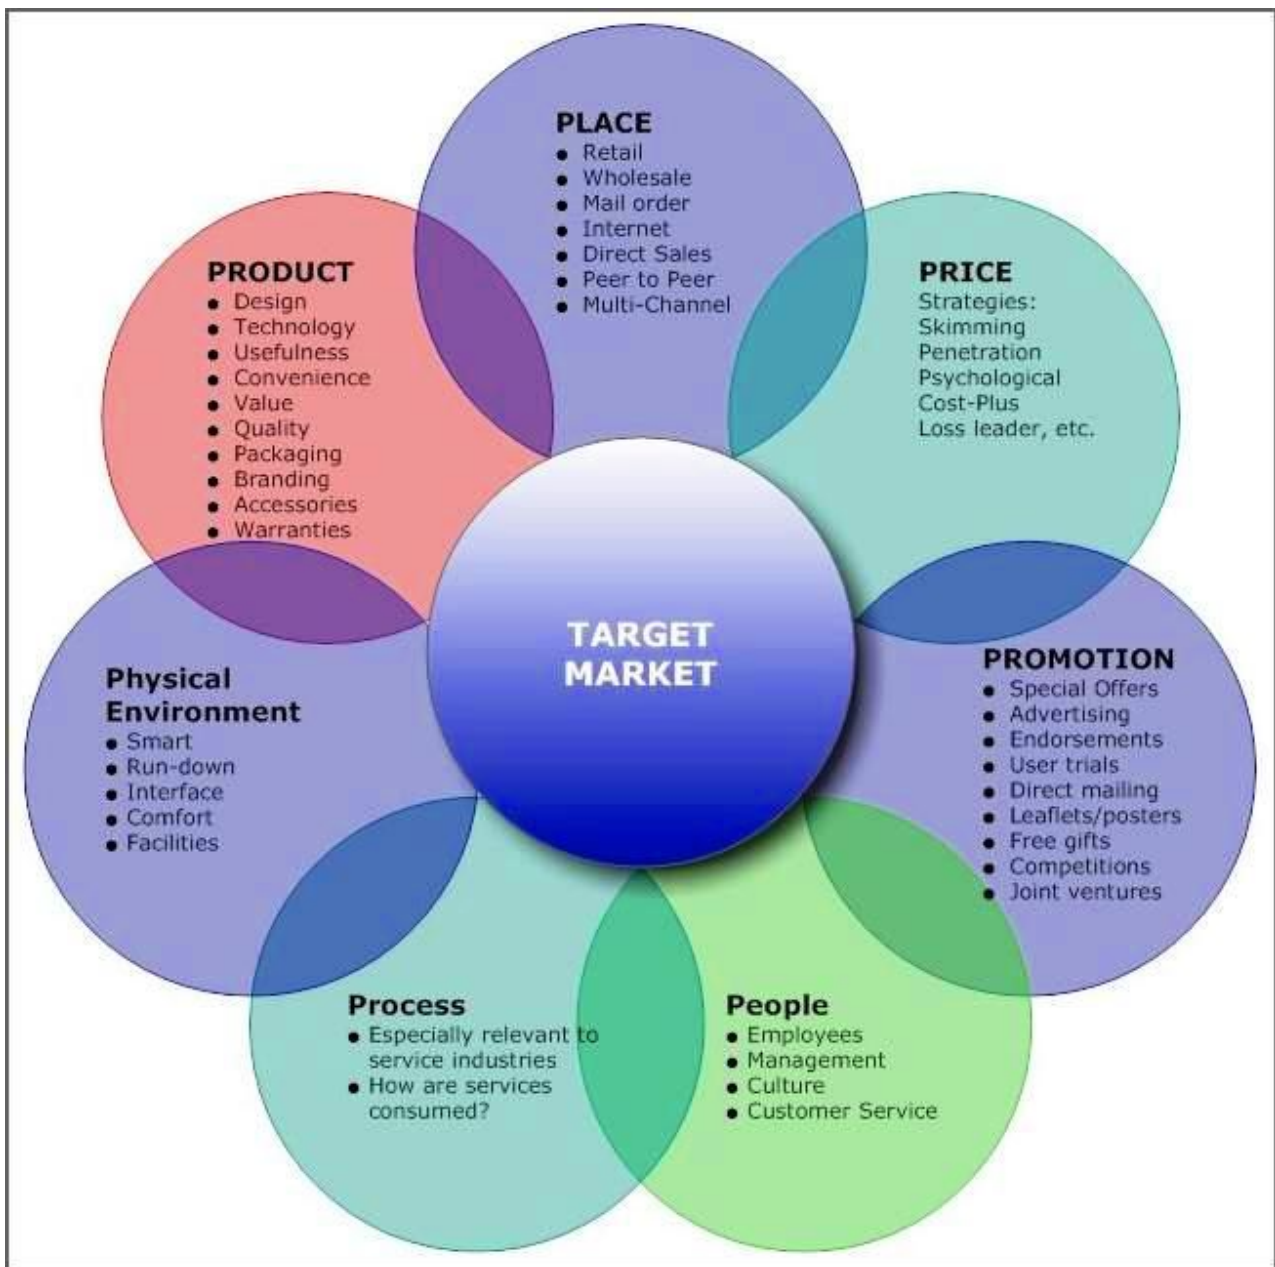 PLACE
● Retail
● Wholesale
● Mail order
● Internet
● Direct Sales
● Peer to Peer
● Multi-Channel
PRODUCT
● Design
● Technology
● Usefulness
● Convenience
● Value
● Quality
● Packaging
● Branding
● Accessories
● Warranties
PRICE
Strategies:
Skimming
Penetration
Psychological
Cost-Plus
Loss leader, etc.
TARGET
MARKET
Physical
Environment
● Smart
● Run-down
● Interface
● Comfort
● Facilities
PROMOTION
● Special Offers
● Advertising
● Endorsements
● User trials
● Direct mailing
● Leaflets/posters
● Free gifts
● Competitions
● Joint ventures
Process
● Especially relevant to
service industries
● How are services
consumed?
People
● Employees
● Management
● Culture
● Customer Service